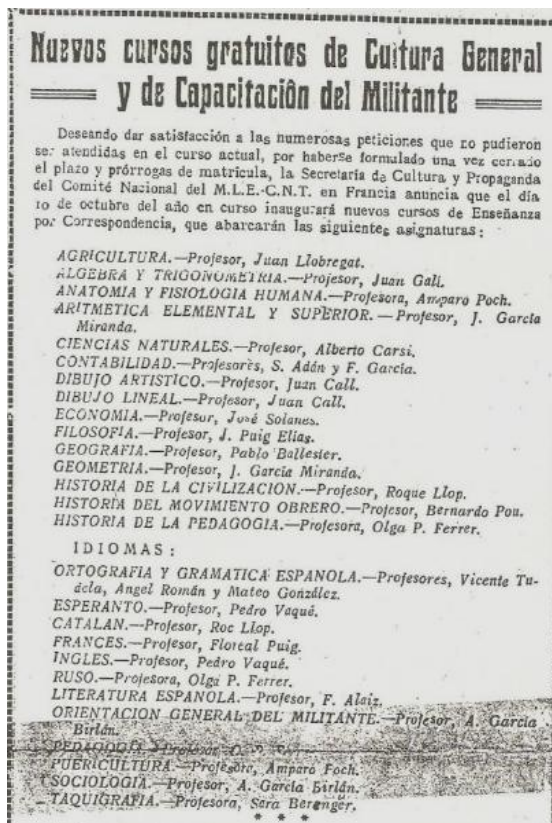 Nuevos cursos gratuitos de Cultura General
y de Capacitación del Militante
Deseando dar satisfacción a las numerosas peticiones que no pudieron
ser atendidas en el curso actual, por haberse formulado una vez cerrado
el plazo y prórrogas de matrícula, la Secretaría de Cultura y Propaganda
del Comité Nacional del M.L.E.-C.N.T. en Francia anuncia que el día
10 de octubre del año en curso inaugurará nuevos cursos de Enseñanza
por Correspondencia, que abarcarán las siguientes asignaturas:
AGRICULTURA.—Profesor, Juan Llobregat.
ALGEBRA Y TRIGONOMETRIA.—Profesor, Juan Gali.
ANATOMIA Y FISIOLOGIA HUMANA.—Profesora, Amparo Poch.
ARITMETICA ELEMENTAL Y SUPERIOR.—Profesor, J. García
Miranda.
CIENCIAS NATURALES.—Profesor, Alberto Carsi.
CONTABILIDAD.—Profesores, S. Adán y F. García.
DIBUJO ARTISTICO.—Profesor, Juan Call.
DIBUJO LINEAL.—Profesor, Juan Call.
ECONOMIA.—Profesor, José Solanes.
FILOSOFIA.—Profesor, J. Puig Elías.
GEOGRAFIA.—Profesor, Pablo Ballester.
GEOMETRIA.—Profesor, J. García Miranda.
HISTORIA DE LA CIVILIZACION.—Profesor, Roque Llop.
HISTORIA DEL MOVIMIENTO OBRERO.—Profesor, Bernardo Pou.
HISTORIA DE LA PEDAGOGIA.—Profesora, Olga P. Ferrer.
IDIOMAS:
ORTOGRAFIA Y GRAMATICA ESPAÑOLA.—Profesores, Vicente Tu-
dela, Angel Román y Mateo González.
ESPERANTO.—Profesor, Pedro Vaqué.
CATALAN.—Profesor, Roc Llop.
FRANCES.—Profesor, Floreal Puig.
INGLES.—Profesor, Pedro Vaqué.
RUSO.—Profesora, Olga P. Ferrer.
LITERATURA ESPAÑOLA.—Profesor, F. Alaiz.
ORIENTACION GENERAL DEL MILITANTE.—Profesor, A. García
Birlán.
PEDAGOGIA.—
PUERICULTURA.—Profesora, Amparo Poch.
SOCIOLOGIA.—Profesor, A. García Birlán.
TAQUIGRAFIA.—Profesora, Sara Berenger.
* * *